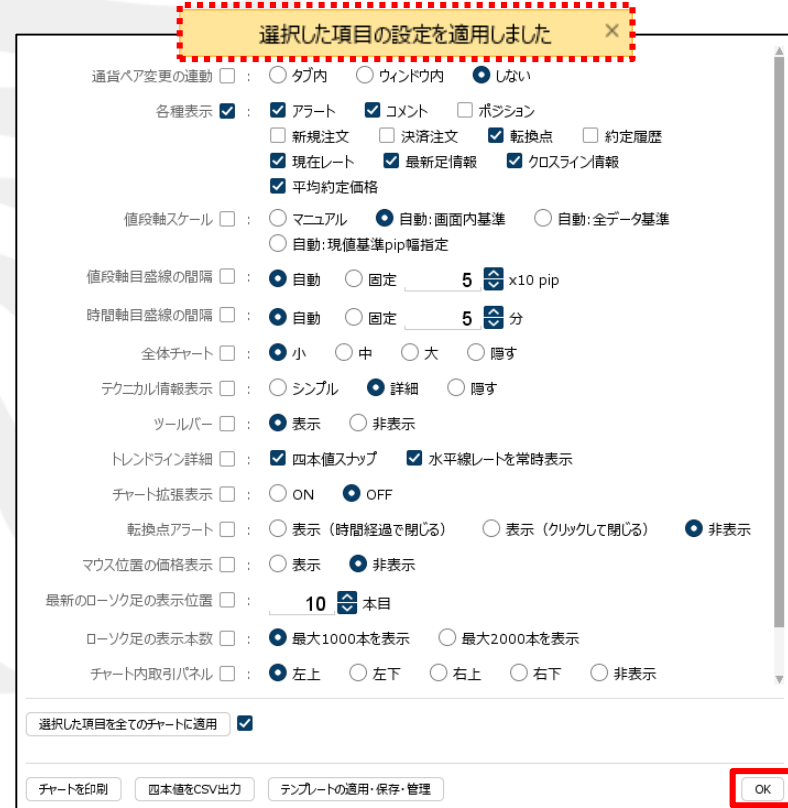 選択した項目の設定を適用しました ×
通貨ペア変更の連動 : タブ内 ウィンドウ内 しない
各種表示 : アラート コメント ポジション
新規注文 決済注文 転換点 約定履歴
現在レート 最新足情報 クロスライン情報
平均約定価格
値段軸スケール : マニュアル 自動:画面内基準 自動:全データ基準
自動:現値基準pip幅指定
値段軸目盛線の間隔 : 自動 固定 5 x10 pip
時間軸目盛線の間隔 : 自動 固定 5 分
全体チャート : 小 中 大 隠す
テクニカル情報表示 : シンプル 詳細 隠す
ツールバー : 表示 非表示
トレンドライン詳細 : 四本値スナップ 水平線レートを常時表示
チャート拡張表示 : ON OFF
転換点アラート : 表示（時間経過で閉じる） 表示（クリックして閉じる） 非表示
マウス位置の価格表示 : 表示 非表示
最新のローソク足の表示位置 : 10 本目
ローソク足の表示本数 : 最大1000本を表示 最大2000本を表示
チャート内取引パネル : 左上 左下 右上 右下 非表示
選択した項目を全てのチャートに適用
チャートを印刷 四本値をCSV出力 テンプレートの適用・保存・管理 OK